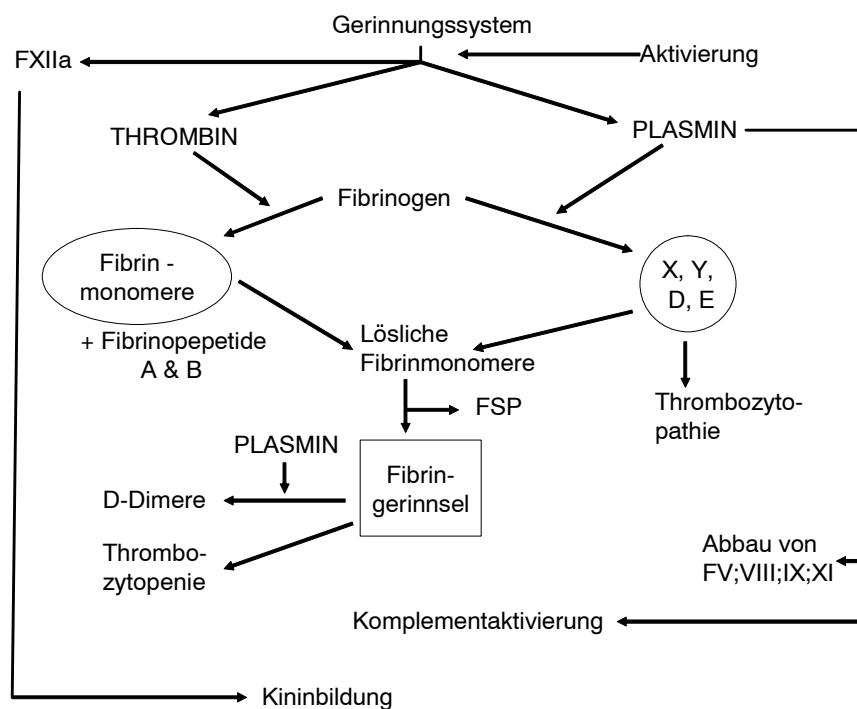 Gerinnungssystem
FXIIa
Aktivierung
THROMBIN
PLASMIN
Fibrinogen
Fibrin -
monomere
X, Y,
D, E
+ Fibrinopepetide
A & B
Lösliche
Fibrinmonomere
FSP
Thrombozyto-
pathie
PLASMIN
Fibrin-
gerinnsel
D-Dimere
Thrombo-
zytopenie
Abbau von
FV;VIII;IX;XI
Komplementaktivierung
Kininbildung